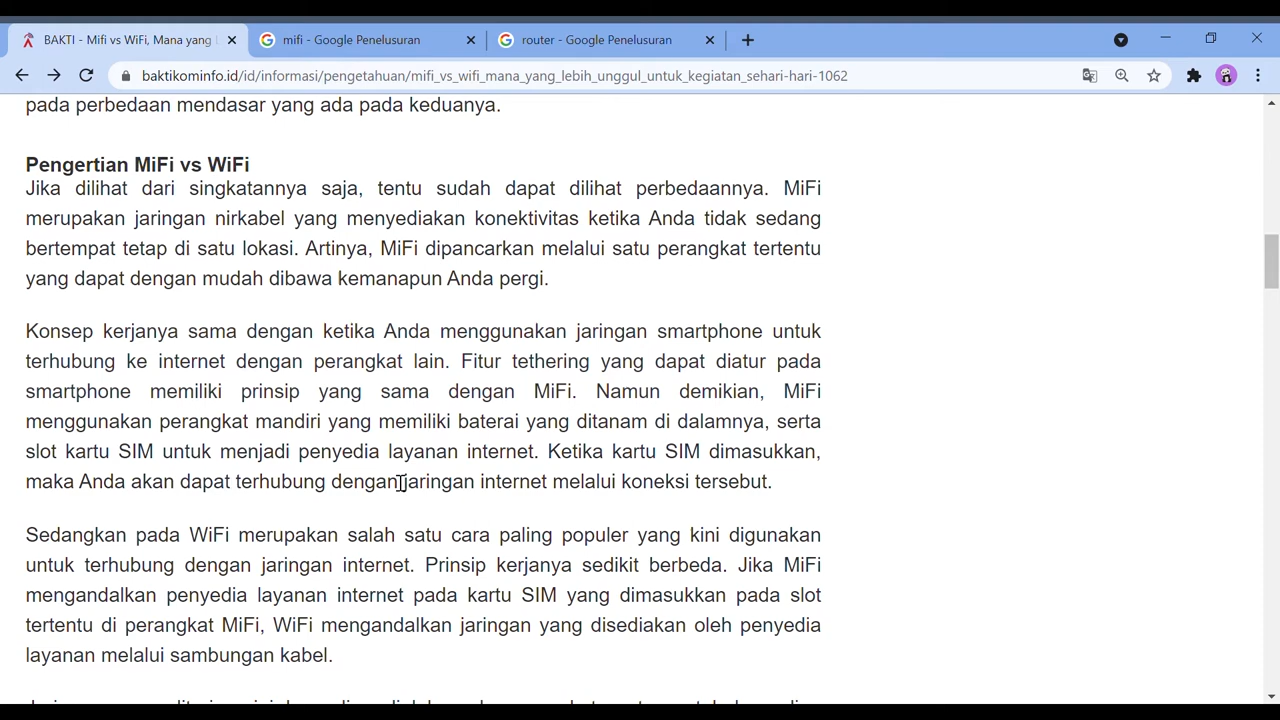 BAKTI - Mifi vs WiFi, Mana yang
mifi - Google Penelusuran
router - Google Penelusuran
baktikominfo.id/id/informasi/pengetahuan/mifi_vs_wifi_mana_yang_lebih_unggul_untuk_kegiatan_sehari-hari-1062
pada perbedaan mendasar yang ada pada keduanya.
Pengertian MiFi vs WiFi
Jika dilihat dari singkatannya saja, tentu sudah dapat dilihat perbedaannya. MiFi
merupakan jaringan nirkabel yang menyediakan konektivitas ketika Anda tidak sedang
bertempat tetap di satu lokasi. Artinya, MiFi dipancarkan melalui satu perangkat tertentu
yang dapat dengan mudah dibawa kemanapun Anda pergi.
Konsep kerjanya sama dengan ketika Anda menggunakan jaringan smartphone untuk
terhubung ke internet dengan perangkat lain. Fitur tethering yang dapat diatur pada
smartphone memiliki prinsip yang sama dengan MiFi. Namun demikian, MiFi
menggunakan perangkat mandiri yang memiliki baterai yang ditanam di dalamnya, serta
slot kartu SIM untuk menjadi penyedia layanan internet. Ketika kartu SIM dimasukkan,
maka Anda akan dapat terhubung dengan jaringan internet melalui koneksi tersebut.
Sedangkan pada WiFi merupakan salah satu cara paling populer yang kini digunakan
untuk terhubung dengan jaringan internet. Prinsip kerjanya sedikit berbeda. Jika MiFi
mengandalkan penyedia layanan internet pada kartu SIM yang dimasukkan pada slot
tertentu di perangkat MiFi, WiFi mengandalkan jaringan yang disediakan oleh penyedia
layanan melalui sambungan kabel.